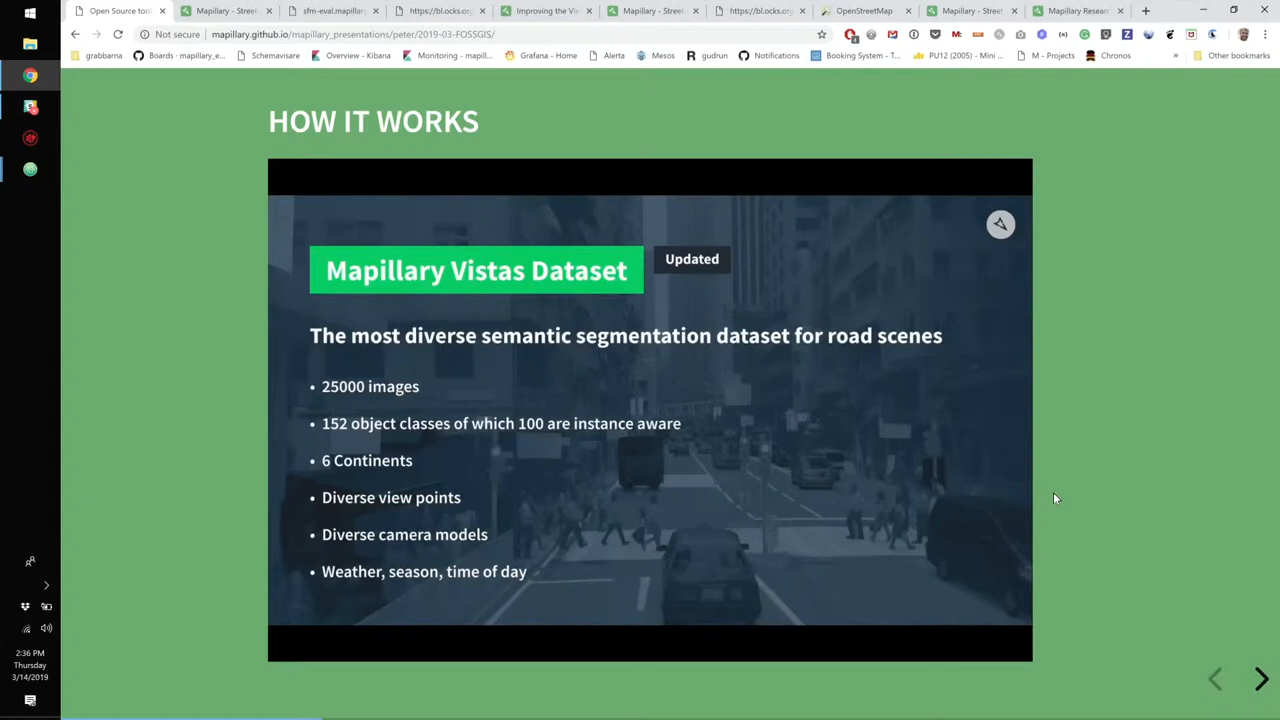 Open Source too
Mapillary - Street
sfm-eval.mapillary
https://bl.ocks.org
Improving the Vi
Mapillary - Street
https://bl.ocks.org
OpenStreetMap
Mapillary - Street
Mapillary Resear
Not secure
mapillary.github.io/mapillary_presentations/peter/2019-03-FOSSGIS/
grabbarna
Boards · mapillary_e...
Schemavisare
Overview - Kibana
Monitoring - mapill...
Grafana - Home
Alerta
Mesos
gudrun
Notifications
Booking System - T...
PU12 (2005) - Mini ...
M - Projects
Chronos
»
Other bookmarks
HOW IT WORKS
Mapillary Vistas Dataset
Updated
The most diverse semantic segmentation dataset for road scenes
• 25000 images
• 152 object classes of which 100 are instance aware
• 6 Continents
• Diverse view points
• Diverse camera models
• Weather, season, time of day
2:36 PM
Thursday
3/14/2019